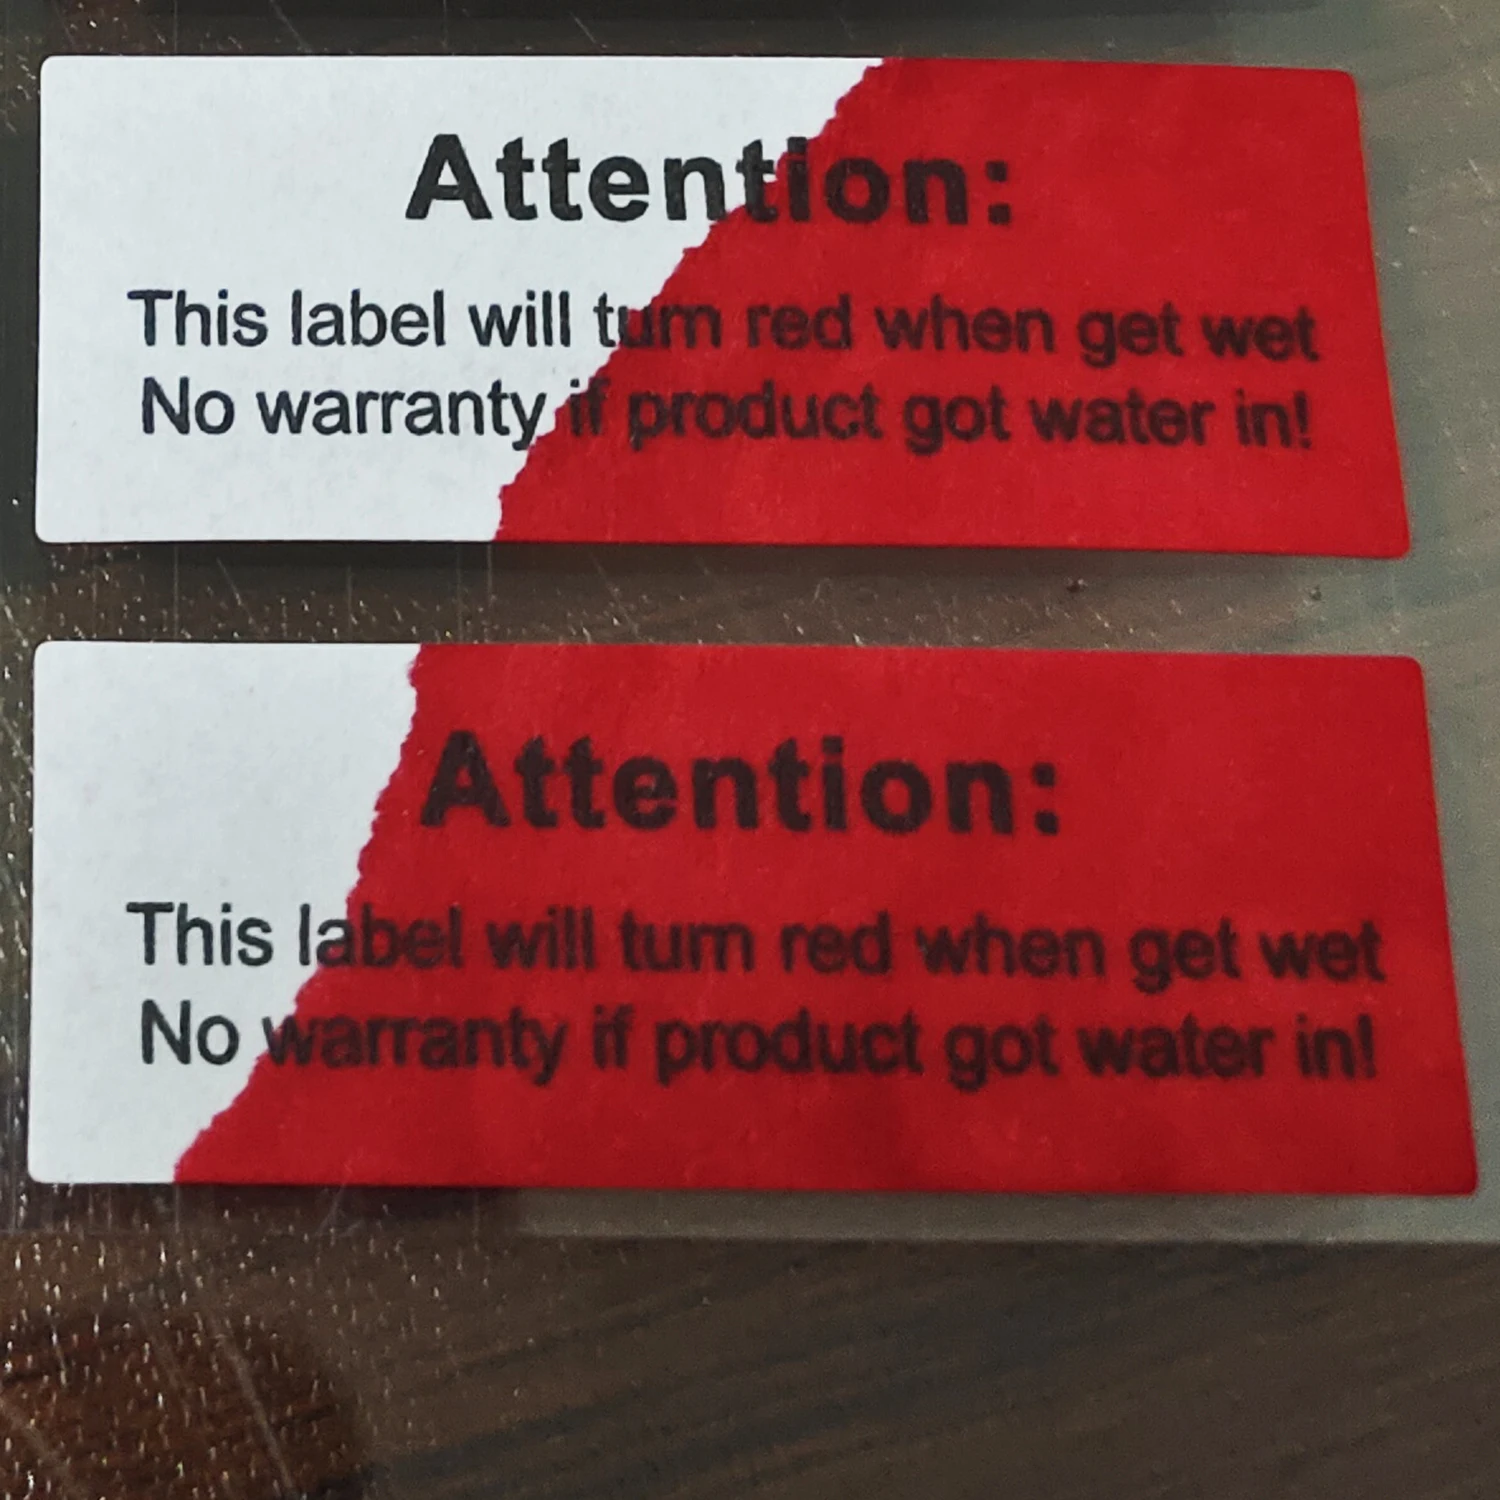 Attention:
This label will turn red when get wet
No warranty if product got water in!
Attention:
This label will turn red when get wet
No warranty if product got water in!